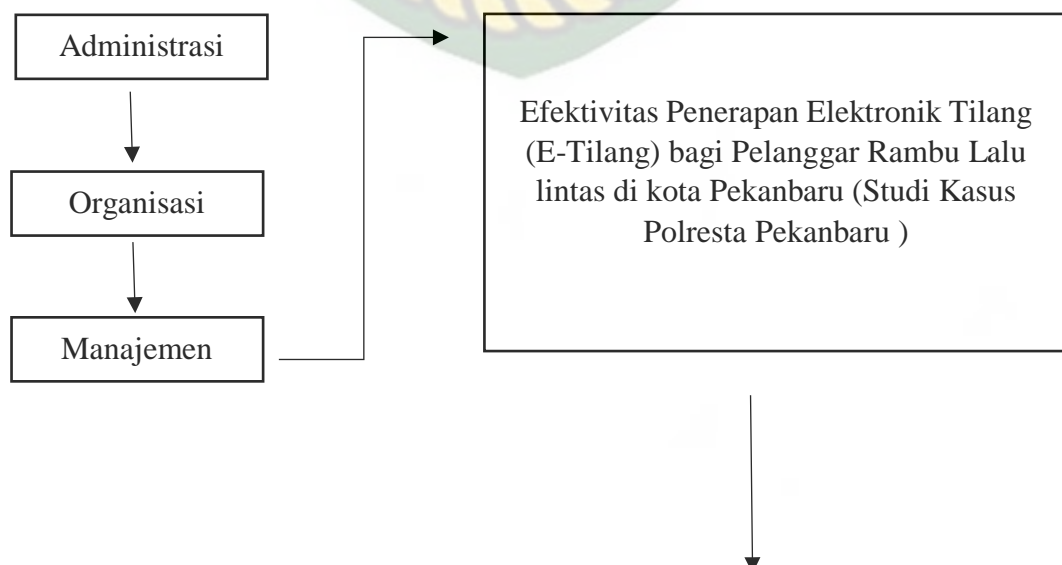 Administrasi
Organisasi
Manajemen
Efektivitas Penerapan Elektronik Tilang
(E-Tilang) bagi Pelanggar Rambu Lalu
lintas di kota Pekanbaru (Studi Kasus
Polresta Pekanbaru )